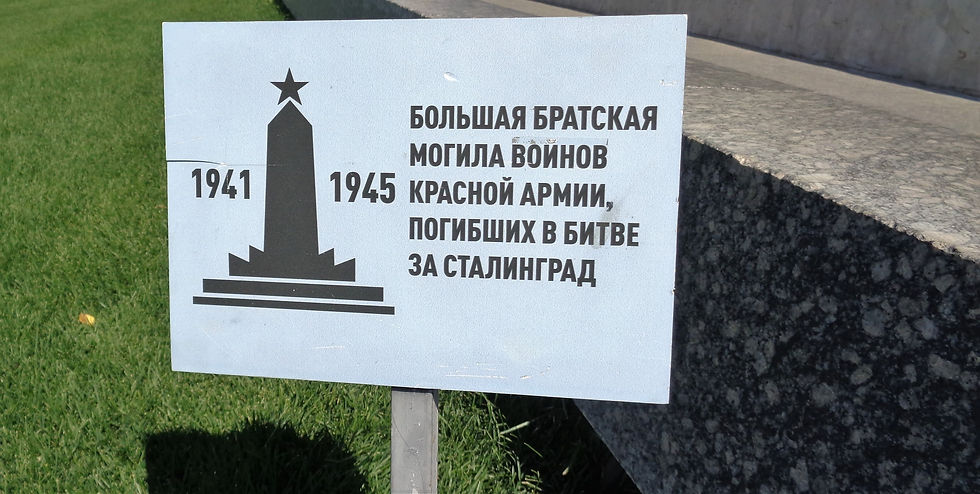 1941
1945
БОЛЬШАЯ БРАТСКАЯ
МОГИЛА ВОИНОВ
КРАСНОЙ АРМИИ,
ПОГИБШИХ В БИТВЕ
ЗА СТАЛИНГРАД